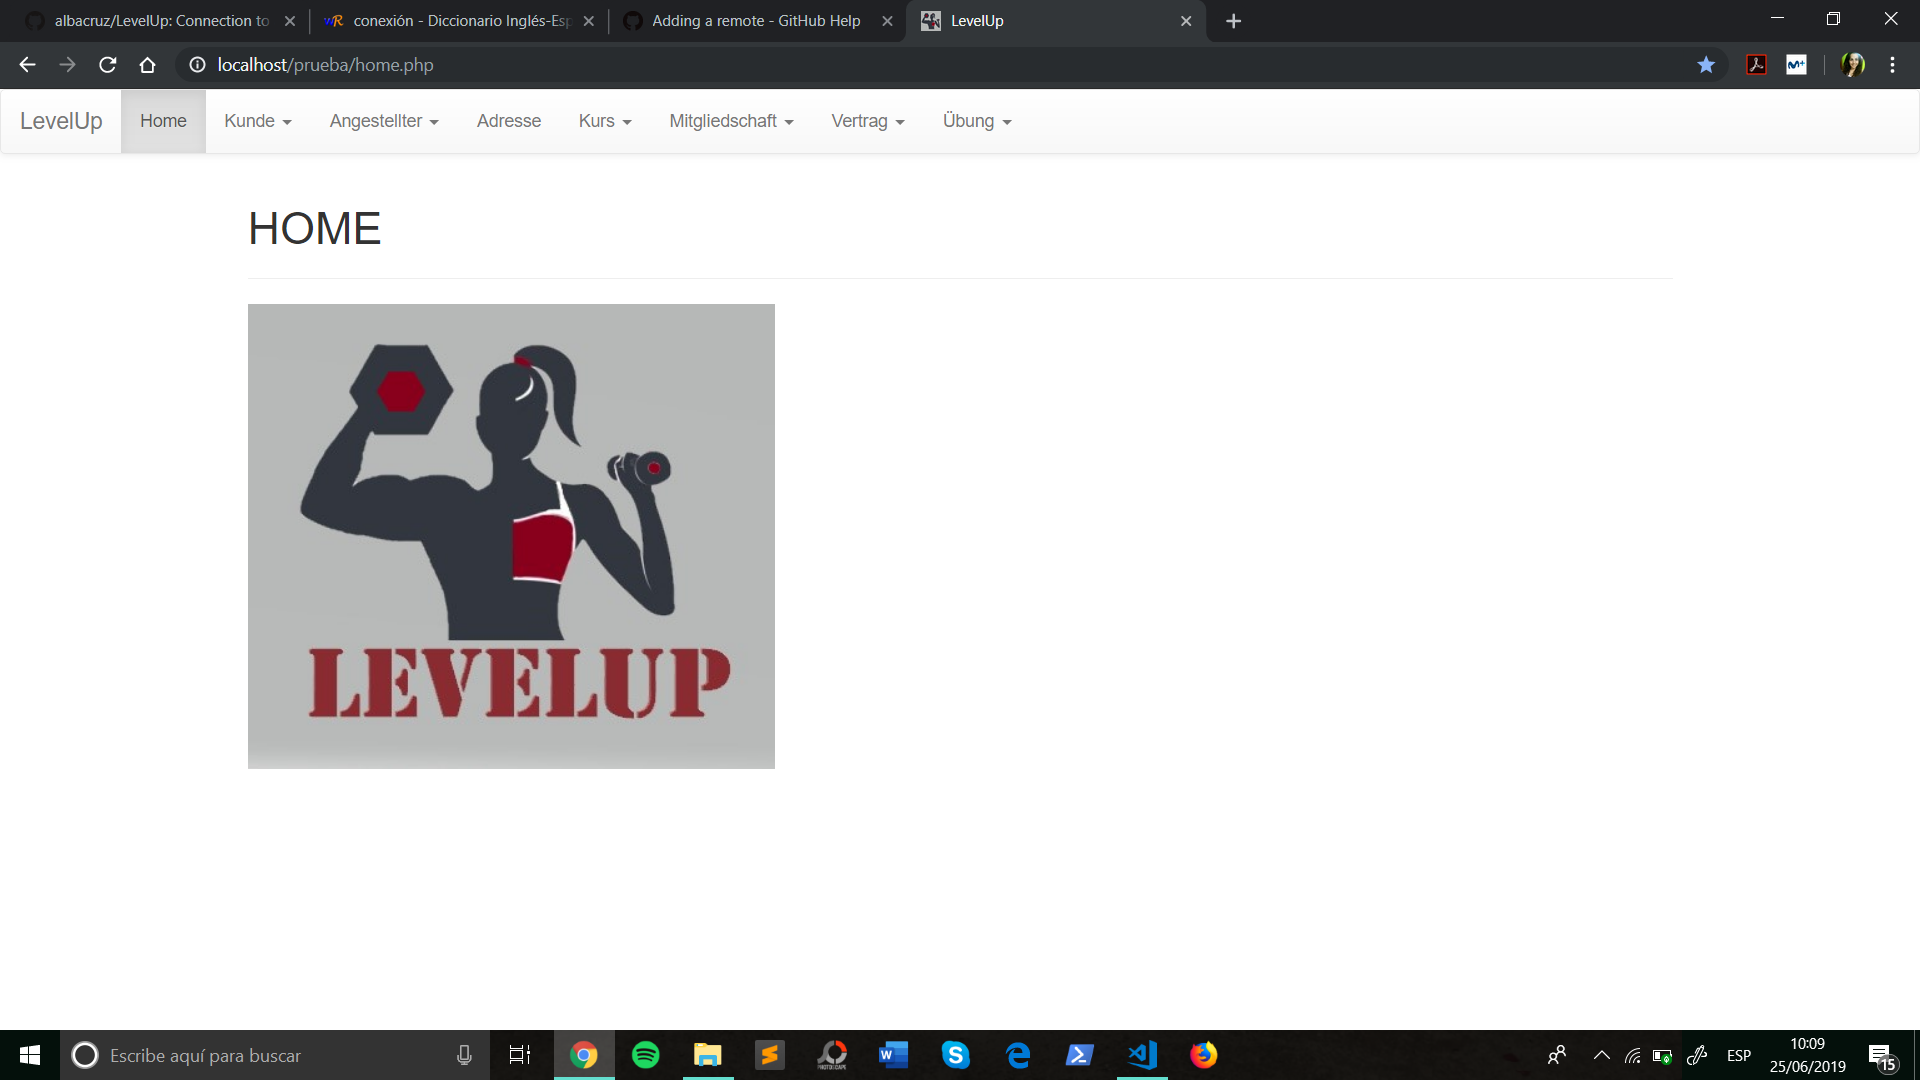 albacruz/LevelUp: Connection to
conexión - Diccionario Inglés-Esp
Adding a remote - GitHub Help
LevelUp
localhost/prueba/home.php
LevelUp
Home
Kunde
Angestellter
Adresse
Kurs
Mitgliedschaft
Vertrag
Übung
HOME
LEVELUP
Escribe aquí para buscar
ESP
10:09
25/06/2019
15